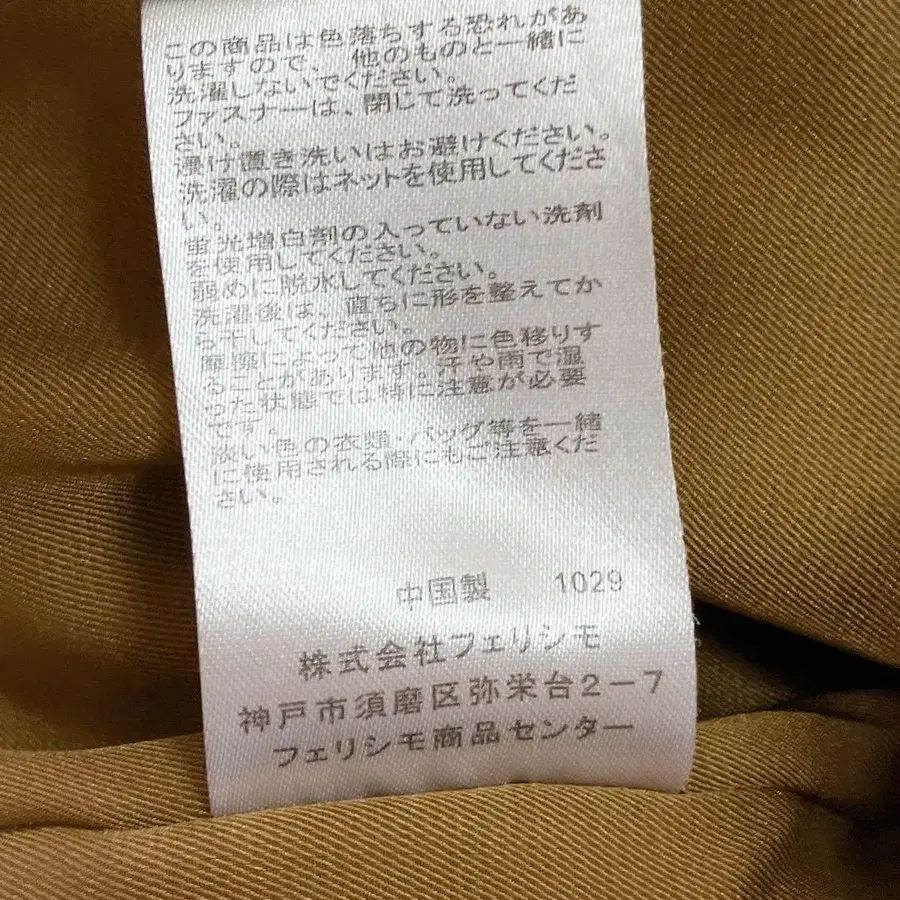 この商品は色落ちする恐れがあ
りますので、他のものと一緒に
洗濯しないでください。
ファスナーは、閉じて洗ってくだ
さい。
浸け置き洗いはお避けください。
洗濯の際はネットを使用してくださ
い。
蛍光増白剤の入っていない洗剤
を使用してください。
弱めに脱水してください。
洗濯後は、直ちに形を整えてか
ら干してください。
摩擦によって他の物に色移りす
ることがあります。汗や雨で湿
った状態では特に注意が必要
です。
淡い色の衣類・バッグ等を一緒
に使用される際にもご注意くだ
さい。
中国製 1029
株式会社フェリシモ
神戸市須磨区弥栄台2-7
フェリシモ商品センター